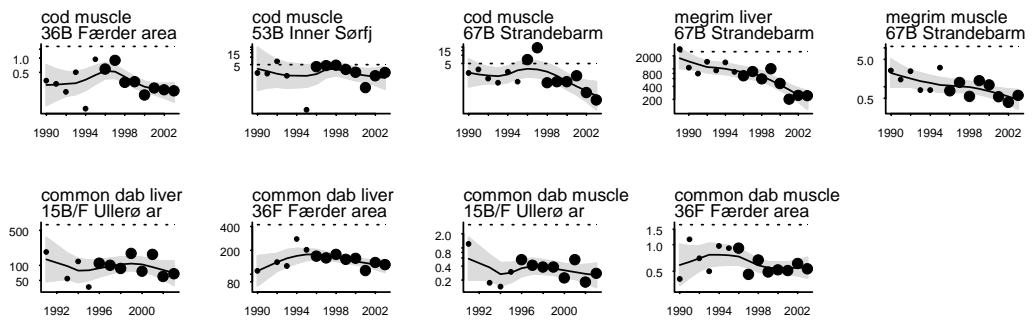 cod muscle
36B Færder area
1.0
0.5
1990 1994 1998 2002
cod muscle
53B Inner Sørfj
15
5
1990 1994 1998 2002
cod muscle
67B Strandebarm
15
5
1990 1994 1998 2002
megrim liver
67B Strandebarm
2000
800
400
200
1990 1994 1998 2002
megrim muscle
67B Strandebarm
5.0
0.5
1990 1994 1998 2002
common dab liver
15B/F Ullerø ar
500
100
50
1992 1996 2000
common dab liver
36F Færder area
400
200
80
1990 1994 1998 2002
common dab muscle
15B/F Ullerø ar
2.0
0.8
0.4
0.2
1992 1996 2000
common dab muscle
36F Færder area
1.5
1.0
0.5
1990 1994 1998 2002